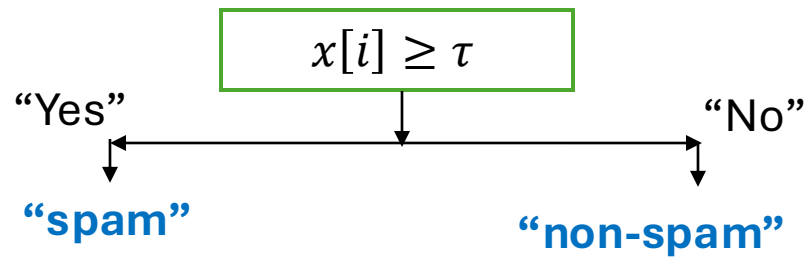 x[i] ≥ τ
“Yes”
“No”
“spam”
“non-spam”